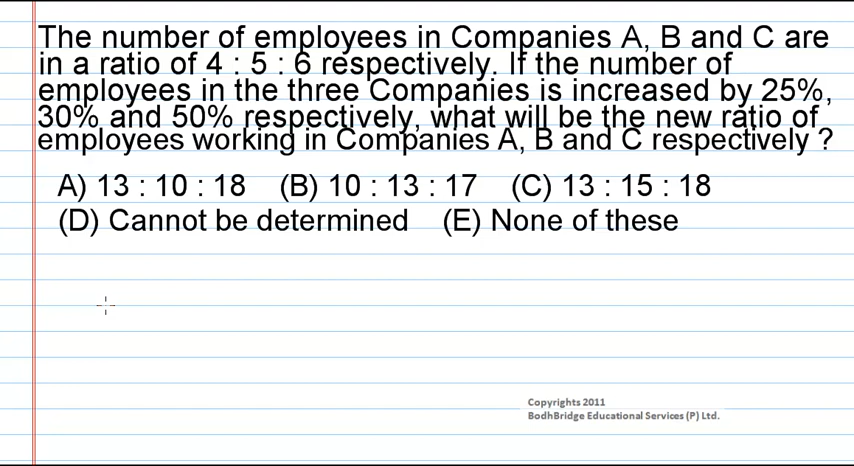 The number of employees in Companies A, B and C are
in a ratio of 4 : 5 : 6 respectively. If the number of
employees in the three Companies is increased by 25%,
30% and 50% respectively, what will be the new ratio of
employees working in Companies A, B and C respectively ?
A) 13 : 10 : 18 (B) 10 : 13 : 17 (C) 13 : 15 : 18
(D) Cannot be determined (E) None of these
Copyrights 2011
BodhBridge Educational Services (P) Ltd.